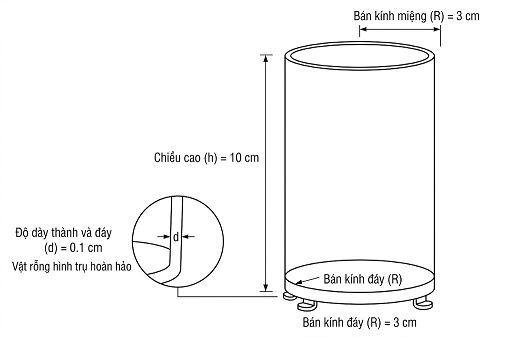 Bán kính miệng (R) = 3 cm
Chiều cao (h) = 10 cm
Độ dày thành và đáy
(d) = 0.1 cm
Vật rỗng hình trụ hoàn hảo
d
Bán kính đáy (R)
Bán kính đáy (R) = 3 cm